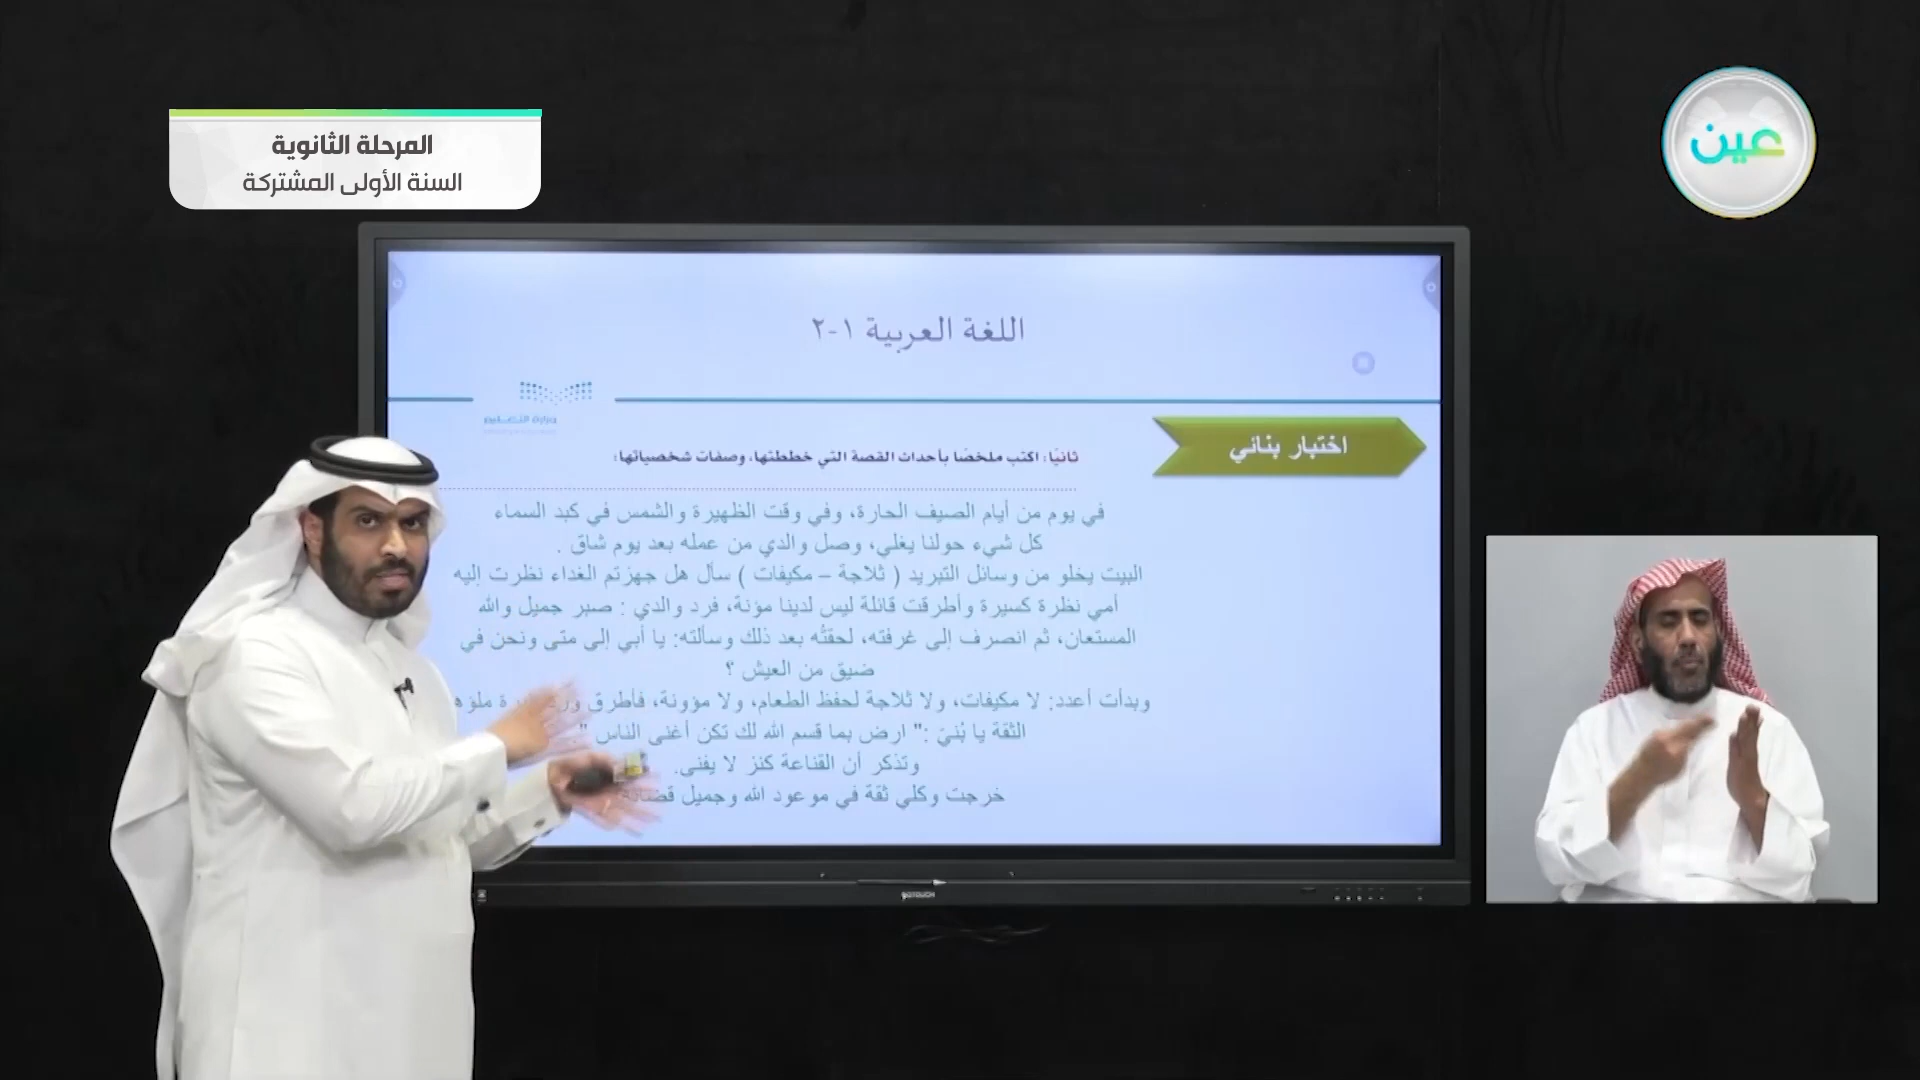 المرحلة الثانوية
السنة الأولى المشتركة
عين
اللغة العربية ١-٢
وزارة التعليم
اختبار بنائي
ثانيًا: اكتب ملخصًا بأحداث القصة التي خططتها، وصفات شخصياتها:
في يوم من أيام الصيف الحارة، وفي وقت الظهيرة والشمس في كبد السماء
كل شيء حولنا يغلي، وصل والدي من عمله بعد يوم شاق .
البيت يخلو من وسائل التبريد ( ثلاجة – مكيفات ) سأل هل جهزتم الغداء نظرت إليه
أمي نظرة كسيرة وأطرقت قائلة ليس لدينا مؤنة، فرد والدي : صبر جميل والله
المستعان، ثم انصرف إلى غرفته، لحقتُه بعد ذلك وسألته: يا أبي إلى متى ونحن في
ضيق من العيش ؟
وبدأت أعدد: لا مكيفات، ولا ثلاجة لحفظ الطعام، ولا مؤونة، فأطرق ملؤها
الثقة يا بُنيّ :" ارض بما قسم الله لك تكن أغنى الناس "
وتذكر أن القناعة كنز لا يفنى.
خرجت وكلي ثقة في موعود الله وجميل